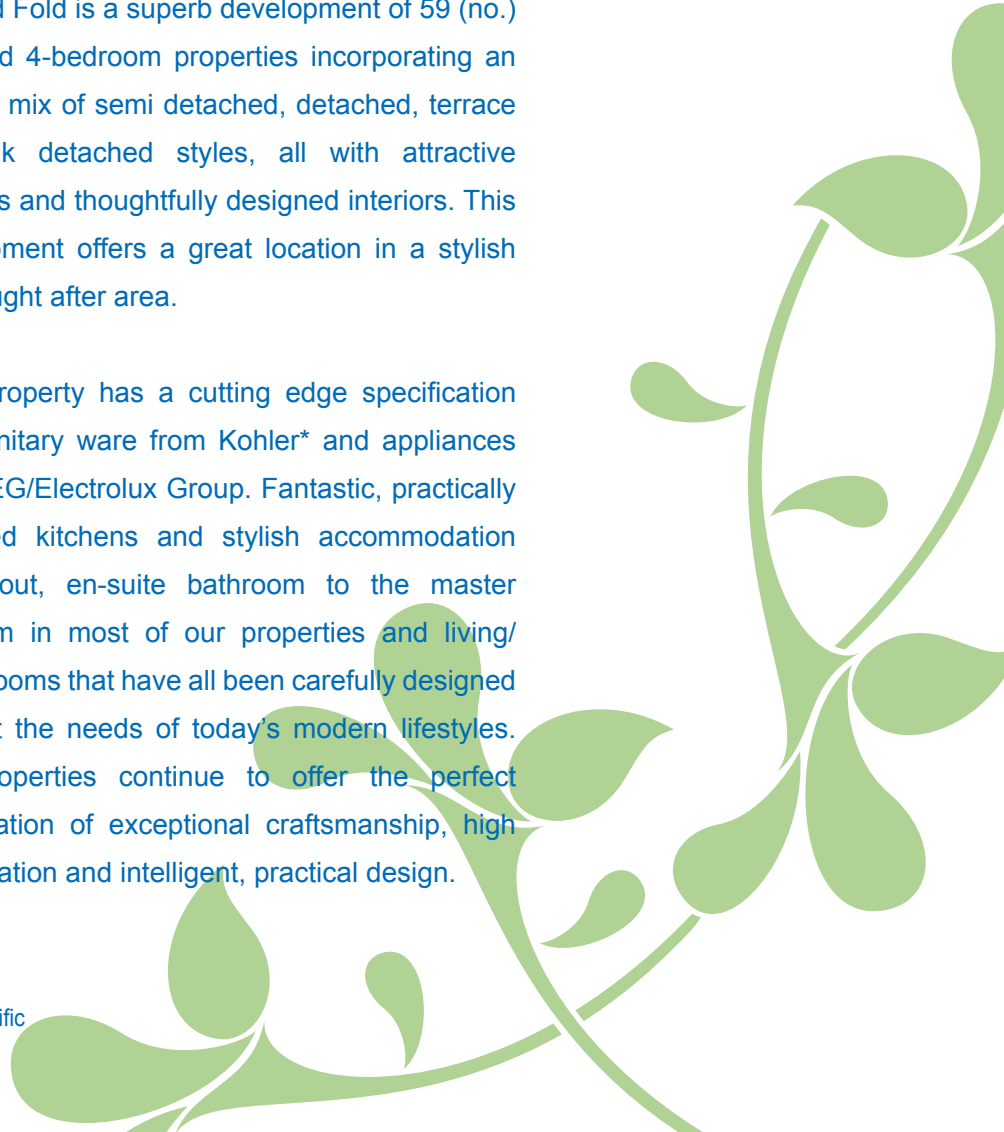 d Fold is a superb development of 59 (no.)
d 4-bedroom properties incorporating an
mix of semi detached, detached, terrace
k detached styles, all with attractive
s and thoughtfully designed interiors. This
pment offers a great location in a stylish
ught after area.
roperty has a cutting edge specification
nitary ware from Kohler* and appliances
EG/Electrolux Group. Fantastic, practically
ed kitchens and stylish accommodation
out, en-suite bathroom to the master
m in most of our properties and living/
ooms that have all been carefully designed
t the needs of today's modern lifestyles.
operties continue to offer the perfect
ation of exceptional craftsmanship, high
ation and intelligent, practical design.
ific